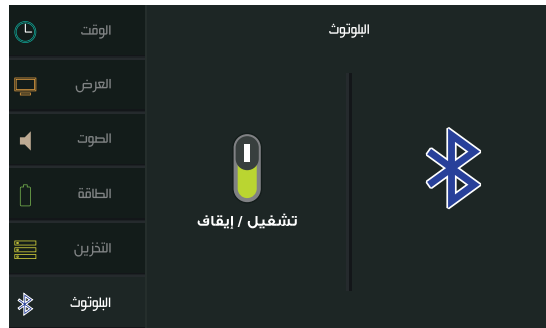 البلوتوث
الوقت
العرض
الصوت
الطاقة
التخزين
البلوتوث
تشغيل / إيقاف